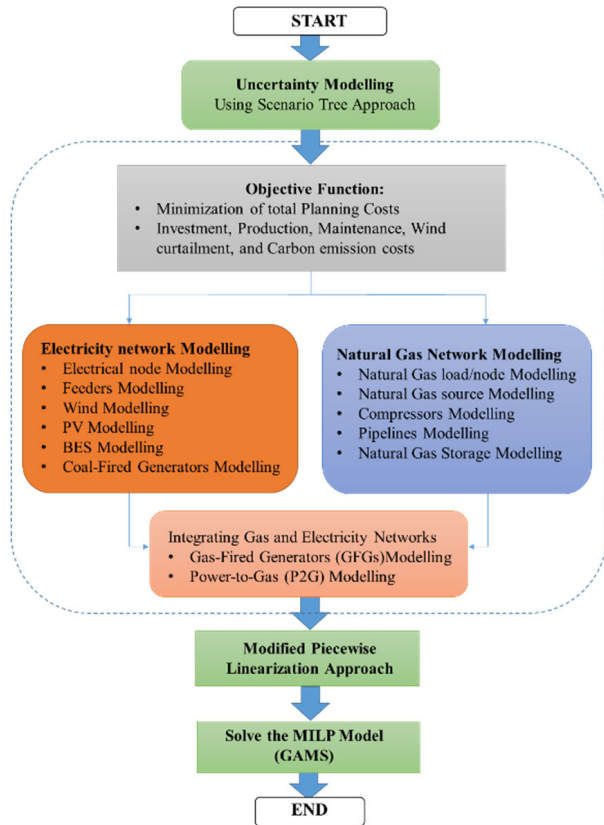 START
Uncertainty Modelling
Using Scenario Tree Approach
Objective Function:
• Minimization of total Planning Costs
• Investment, Production, Maintenance, Wind
curtailment, and Carbon emission costs
Electricity network Modelling
• Electrical node Modelling
• Feeders Modelling
• Wind Modelling
• PV Modelling
• BES Modelling
• Coal-Fired Generators Modelling
Natural Gas Network Modelling
• Natural Gas load/node Modelling
• Natural Gas source Modelling
• Compressors Modelling
• Pipelines Modelling
• Natural Gas Storage Modelling
Integrating Gas and Electricity Networks
• Gas-Fired Generators (GFGs)Modelling
• Power-to-Gas (P2G) Modelling
Modified Piecewise
Linearization Approach
Solve the MILP Model
(GAMS)
END